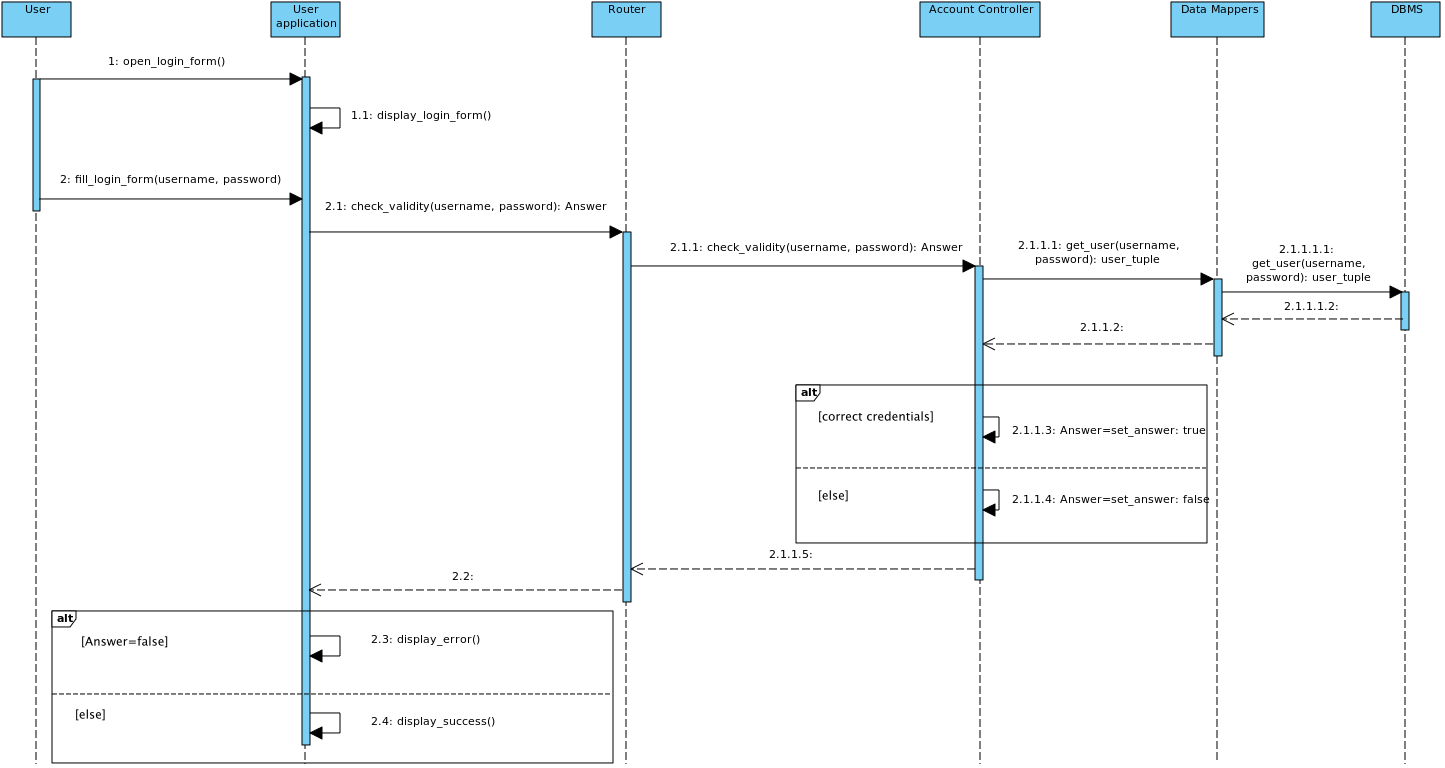 User
User
application
Router
Account Controller
Data Mappers
DBMS
1: open_login_form()
1.1: display_login_form()
2: fill_login_form(username, password)
2.1: check_validity(username, password): Answer
2.1.1: check_validity(username, password): Answer
2.1.1.1: get_user(username,
password): user_tuple
2.1.1.1.1:
get_user(username,
password): user_tuple
2.1.1.1.2:
2.1.1.2:
alt
[correct credentials]
2.1.1.3: Answer=set_answer: true
[else]
2.1.1.4: Answer=set_answer: false
2.1.1.5:
2.2:
alt
[Answer=false]
2.3: display_error()
[else]
2.4: display_success()